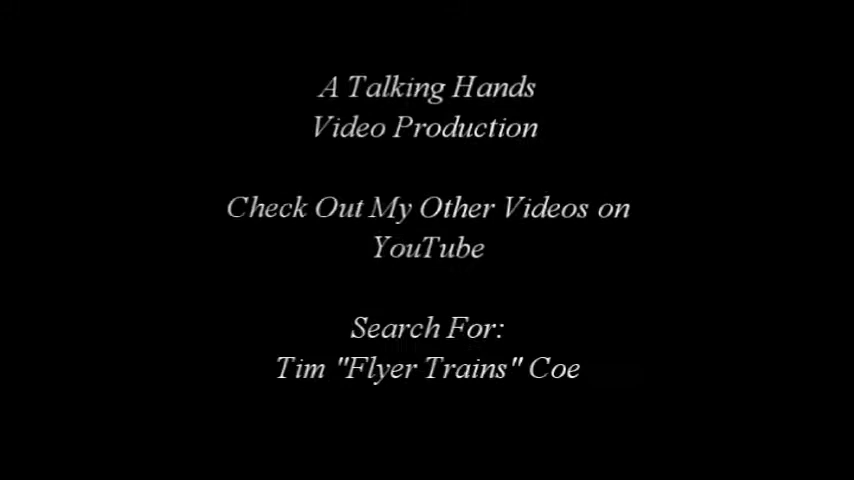 A Talking Hands
Video Production
Check Out My Other Videos on
YouTube
Search For:
Tim "Flyer Trains" Coe